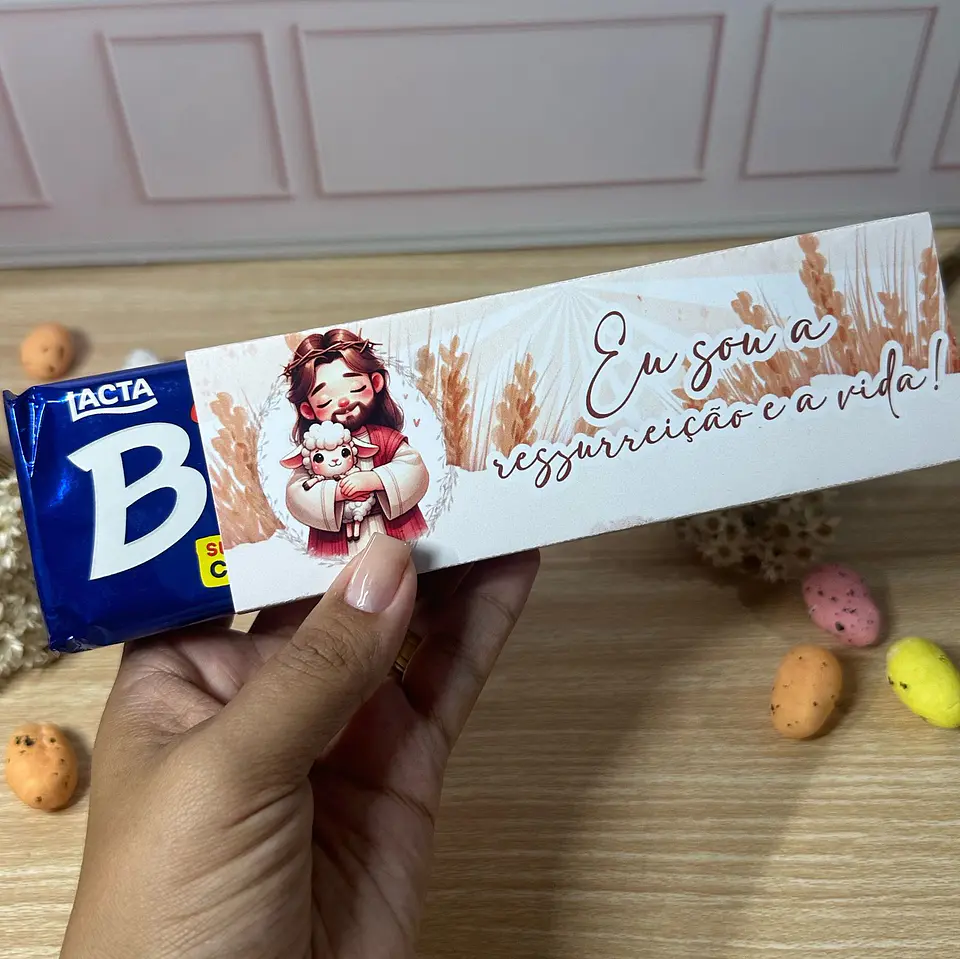 LACTA
B
Eu sou a
ressurreição e a vida!